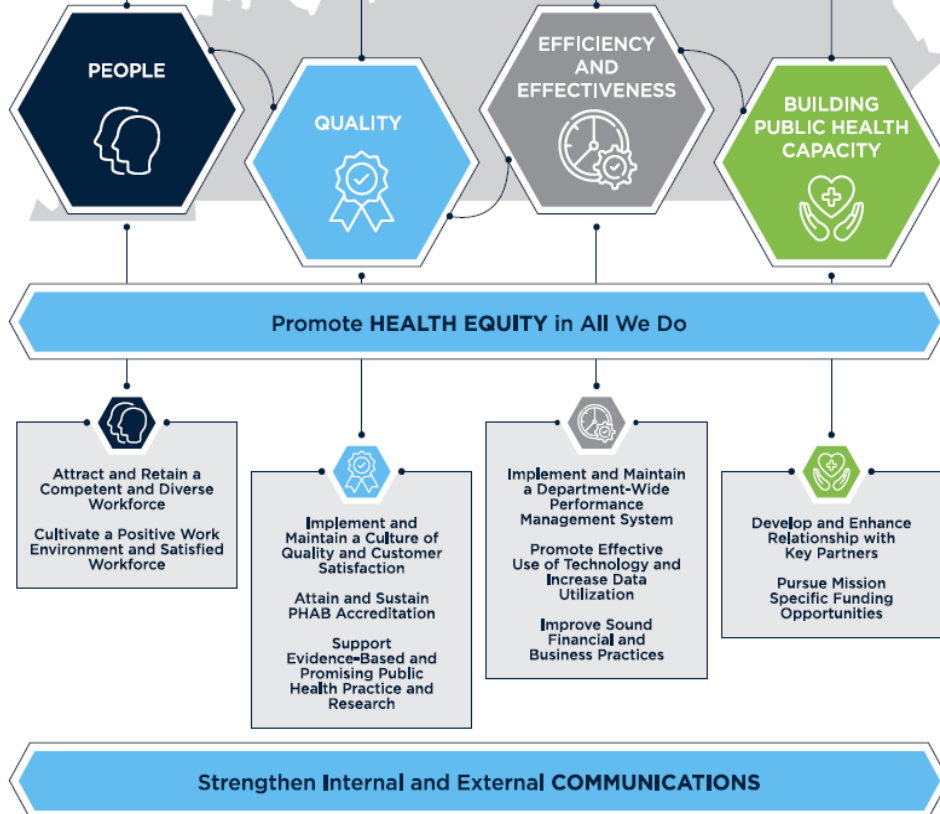 PEOPLE
QUALITY
EFFICIENCY
AND
EFFECTIVENESS
BUILDING
PUBLIC HEALTH
CAPACITY
Promote HEALTH EQUITY in All We Do
Attract and Retain a
Competent and Diverse
Workforce
Cultivate a Positive Work
Environment and Satisfied
Workforce
Implement and
Maintain a Culture of
Quality and Customer
Satisfaction
Attain and Sustain
PHAB Accreditation
Support
Evidence-Based and
Promising Public
Health Practice and
Research
Implement and Maintain
a Department-Wide
Performance
Management System
Promote Effective
Use of Technology and
Increase Data
Utilization
Improve Sound
Financial and
Business Practices
Develop and Enhance
Relationship with
Key Partners
Pursue Mission
Specific Funding
Opportunities
Strengthen Internal and External COMMUNICATIONS